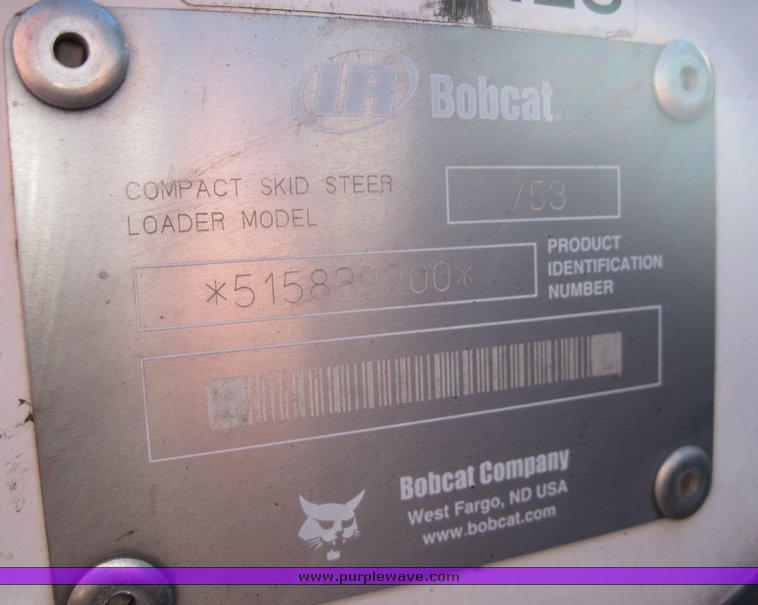 IR Bobcat
COMPACT SKID STEER
LOADER MODEL
753
*515839200*
PRODUCT
IDENTIFICATION
NUMBER
Bobcat Company
West Fargo, ND USA
www.bobcat.com
www.purplewave.com